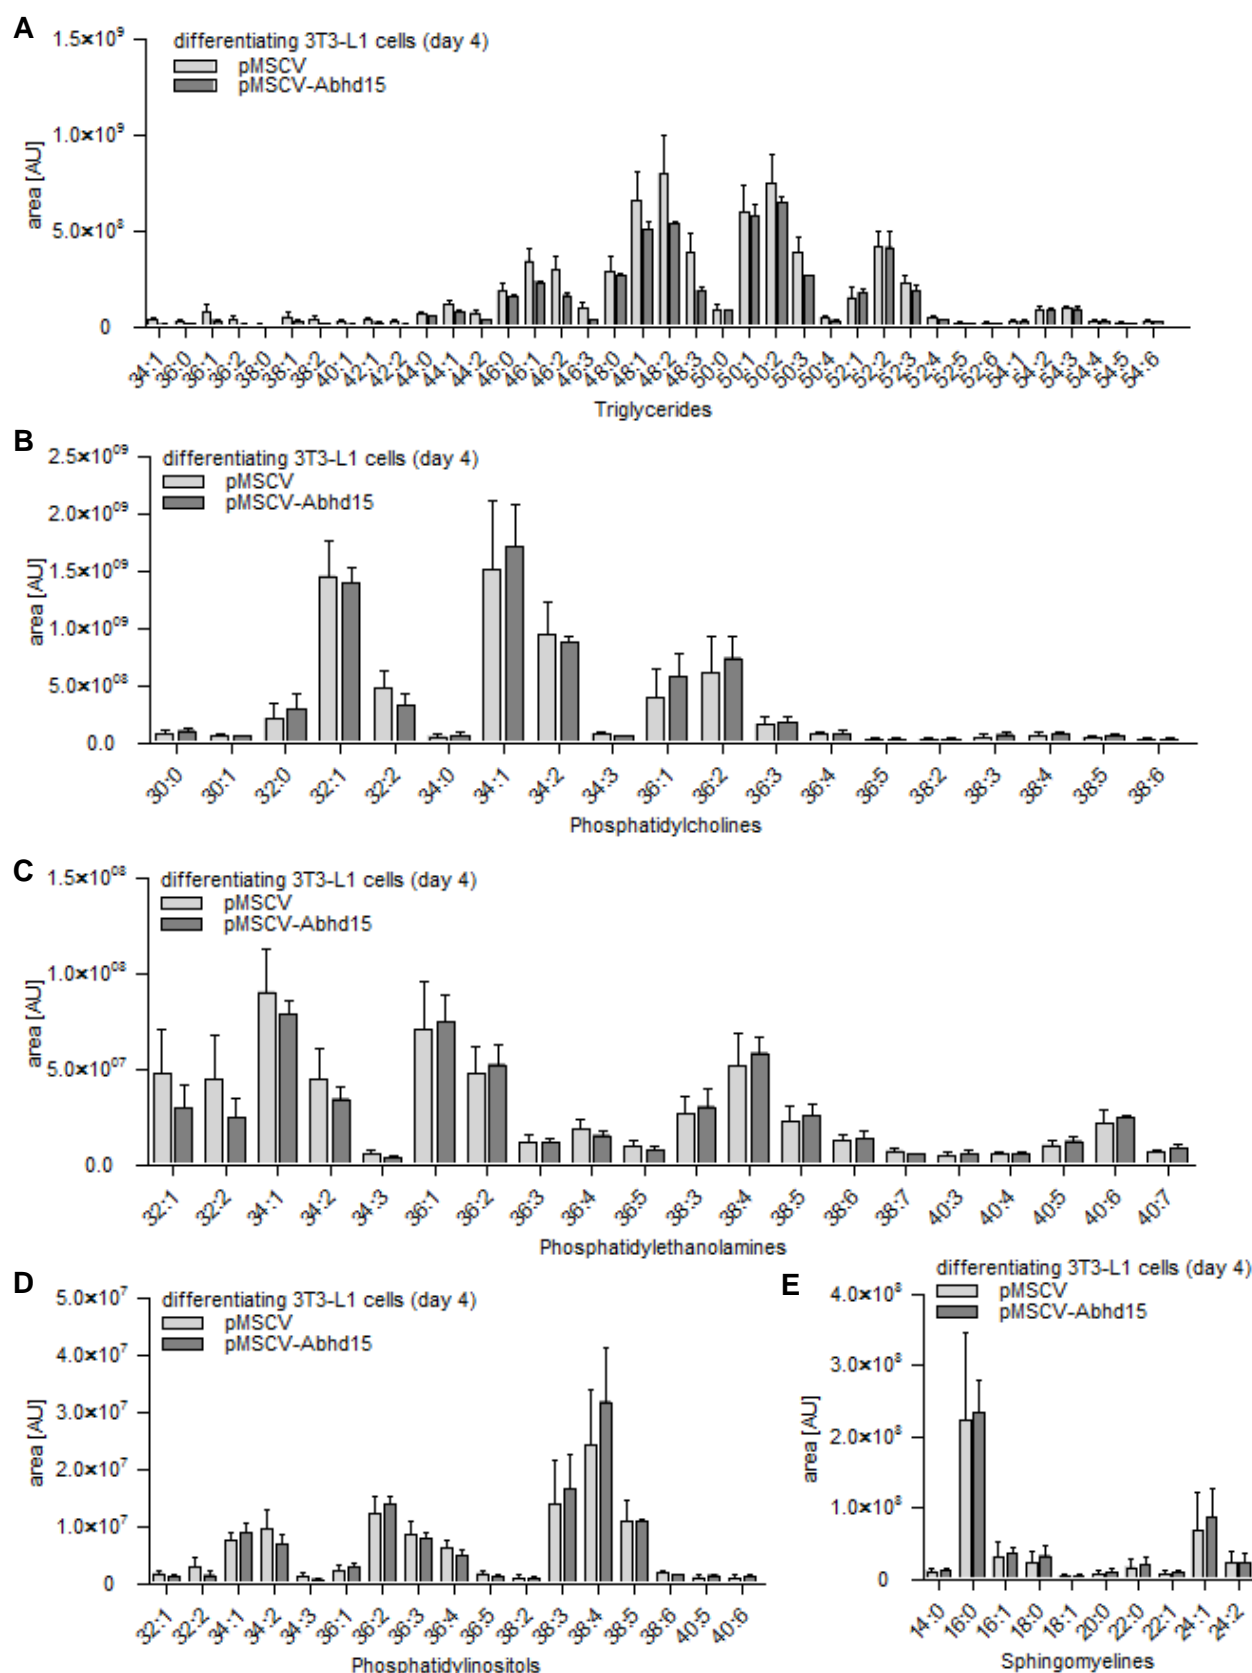 A
differentiating 3T3-L1 cells (day 4)
pMSCV
pMSCV-Abhd15
area [AU]
1.5×10⁹
1.0×10⁹
5.0×10⁸
0
34:1 36:0 36:1 36:2 38:0 38:1 38:2 40:1 42:1 42:2 44:0 44:1 44:2 46:0 46:1 46:2 46:3 48:0 48:1 48:2 48:3 50:0 50:1 50:2 50:3 50:4 52:1 52:2 52:3 52:4 52:5 52:6 54:1 54:2 54:3 54:4 54:5 54:6
Triglycerides
B
differentiating 3T3-L1 cells (day 4)
pMSCV
pMSCV-Abhd15
area [AU]
2.5×10⁰⁹
2.0×10⁰⁹
1.5×10⁰⁹
1.0×10⁰⁹
5.0×10⁰⁸
0.0
30:0 30:1 32:0 32:1 32:2 34:0 34:1 34:2 34:3 36:1 36:2 36:3 36:4 36:5 38:2 38:3 38:4 38:5 38:6
Phosphatidylcholines
C
differentiating 3T3-L1 cells (day 4)
pMSCV
pMSCV-Abhd15
area [AU]
1.5×10⁰⁸
1.0×10⁰⁸
5.0×10⁰⁷
0.0
32:1 32:2 34:1 34:2 34:3 36:1 36:2 36:3 36:4 36:5 38:3 38:4 38:5 38:6 38:7 40:3 40:4 40:5 40:6 40:7
Phosphatidylethanolamines
D
differentiating 3T3-L1 cells (day 4)
pMSCV
pMSCV-Abhd15
area [AU]
5.0×10⁷
4.0×10⁷
3.0×10⁷
2.0×10⁷
1.0×10⁷
0
32:1 32:2 34:1 34:2 34:3 36:1 36:2 36:3 36:4 36:5 38:2 38:3 38:4 38:5 38:6 40:5 40:6
Phosphatidylinositols
E
differentiating 3T3-L1 cells (day 4)
pMSCV
pMSCV-Abhd15
area [AU]
4.0×10⁸
3.0×10⁸
2.0×10⁸
1.0×10⁸
0
14:0 16:0 16:1 18:0 18:1 20:0 22:0 22:1 24:1 24:2
Sphingomyelines